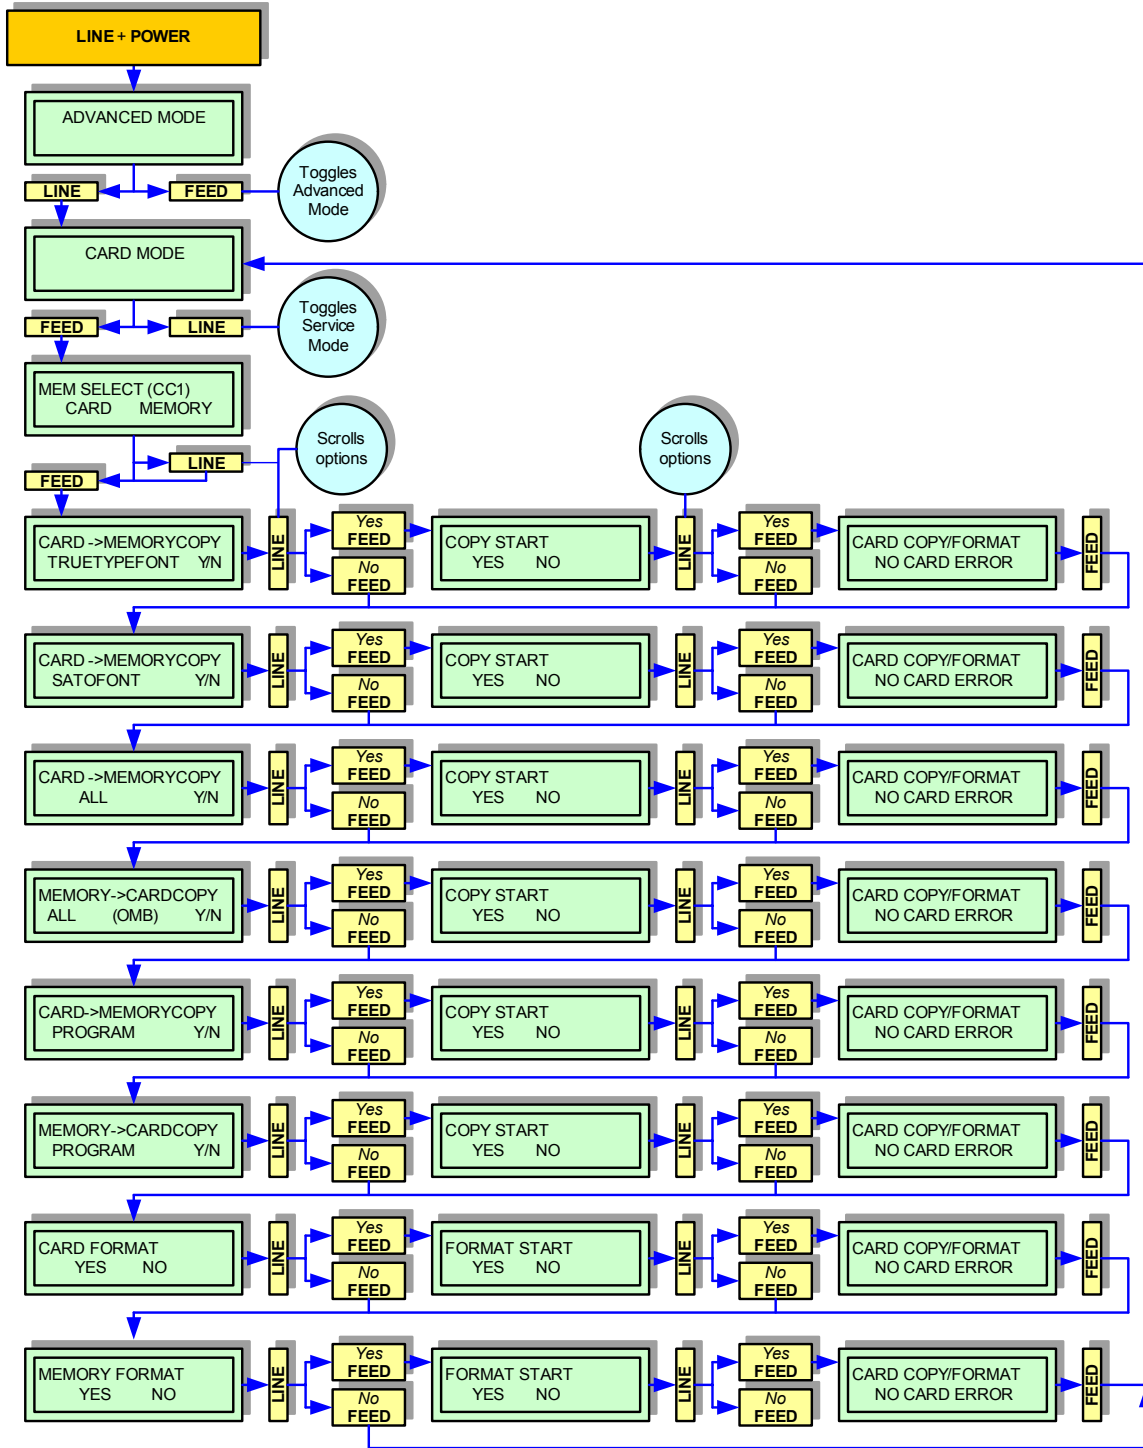 LINE + POWER
ADVANCED MODE
LINE
FEED
Toggles
Advanced
Mode
CARD MODE
FEED
LINE
Toggles
Service
Mode
MEM SELECT (CC1)
CARD MEMORY
LINE
FEED
Scrolls
options
Scrolls
options
CARD ->MEMORYCOPY
TRUETYPEFONT Y/N
LINE
Yes
FEED
No
FEED
COPY START
YES NO
LINE
Yes
FEED
No
FEED
CARD COPY/FORMAT
NO CARD ERROR
FEED
CARD ->MEMORYCOPY
SATOFONT Y/N
LINE
Yes
FEED
No
FEED
COPY START
YES NO
LINE
Yes
FEED
No
FEED
CARD COPY/FORMAT
NO CARD ERROR
FEED
CARD ->MEMORYCOPY
ALL Y/N
LINE
Yes
FEED
No
FEED
COPY START
YES NO
LINE
Yes
FEED
No
FEED
CARD COPY/FORMAT
NO CARD ERROR
FEED
MEMORY->CARDCOPY
ALL (OMB) Y/N
LINE
Yes
FEED
No
FEED
COPY START
YES NO
LINE
Yes
FEED
No
FEED
CARD COPY/FORMAT
NO CARD ERROR
FEED
CARD->MEMORYCOPY
PROGRAM Y/N
LINE
Yes
FEED
No
FEED
COPY START
YES NO
LINE
Yes
FEED
No
FEED
CARD COPY/FORMAT
NO CARD ERROR
FEED
MEMORY->CARDCOPY
PROGRAM Y/N
LINE
Yes
FEED
No
FEED
COPY START
YES NO
LINE
Yes
FEED
No
FEED
CARD COPY/FORMAT
NO CARD ERROR
FEED
CARD FORMAT
YES NO
LINE
Yes
FEED
No
FEED
FORMAT START
YES NO
LINE
Yes
FEED
No
FEED
CARD COPY/FORMAT
NO CARD ERROR
FEED
MEMORY FORMAT
YES NO
LINE
Yes
FEED
No
FEED
FORMAT START
YES NO
LINE
Yes
FEED
No
FEED
CARD COPY/FORMAT
NO CARD ERROR
FEED